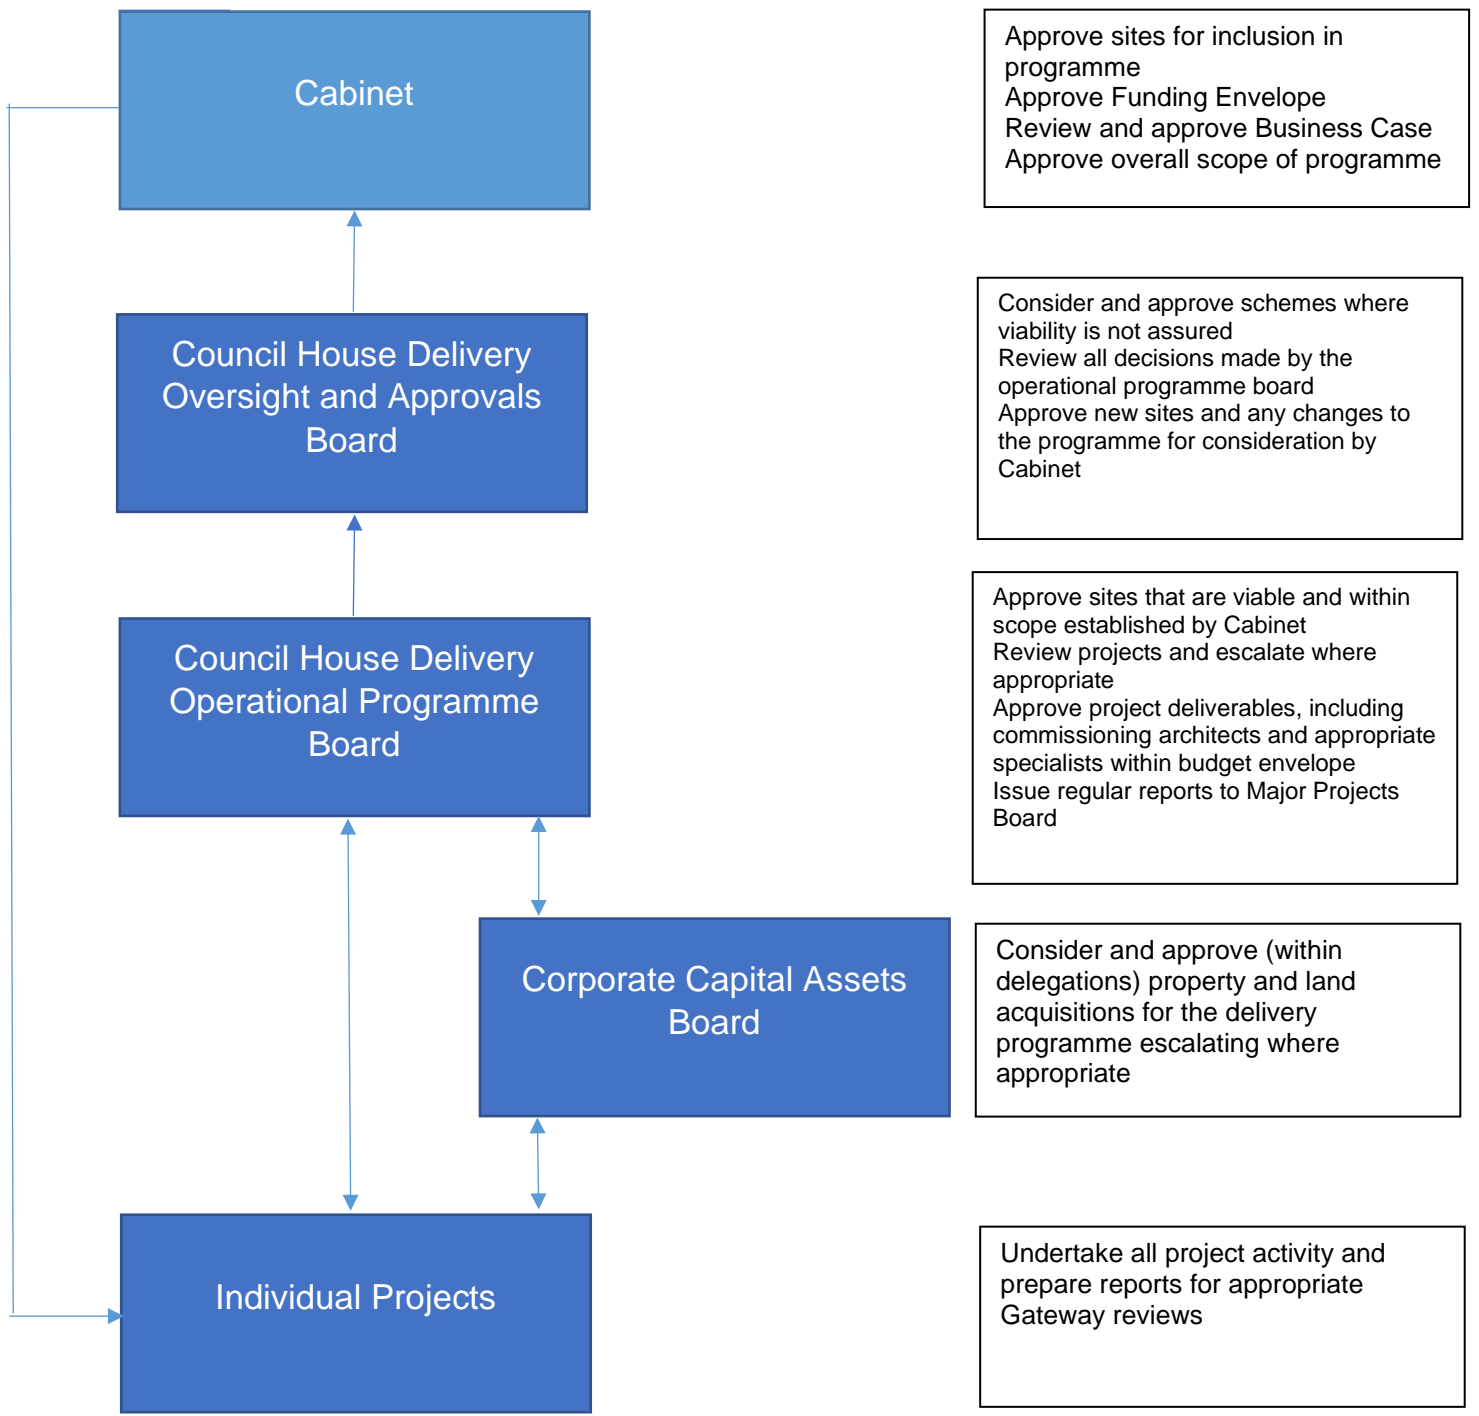 Cabinet
Approve sites for inclusion in
programme
Approve Funding Envelope
Review and approve Business Case
Approve overall scope of programme
Council House Delivery
Oversight and Approvals
Board
Consider and approve schemes where
viability is not assured
Review all decisions made by the
operational programme board
Approve new sites and any changes to
the programme for consideration by
Cabinet
Council House Delivery
Operational Programme
Board
Approve sites that are viable and within
scope established by Cabinet
Review projects and escalate where
appropriate
Approve project deliverables, including
commissioning architects and appropriate
specialists within budget envelope
Issue regular reports to Major Projects
Board
Corporate Capital Assets
Board
Consider and approve (within
delegations) property and land
acquisitions for the delivery
programme escalating where
appropriate
Individual Projects
Undertake all project activity and
prepare reports for appropriate
Gateway reviews